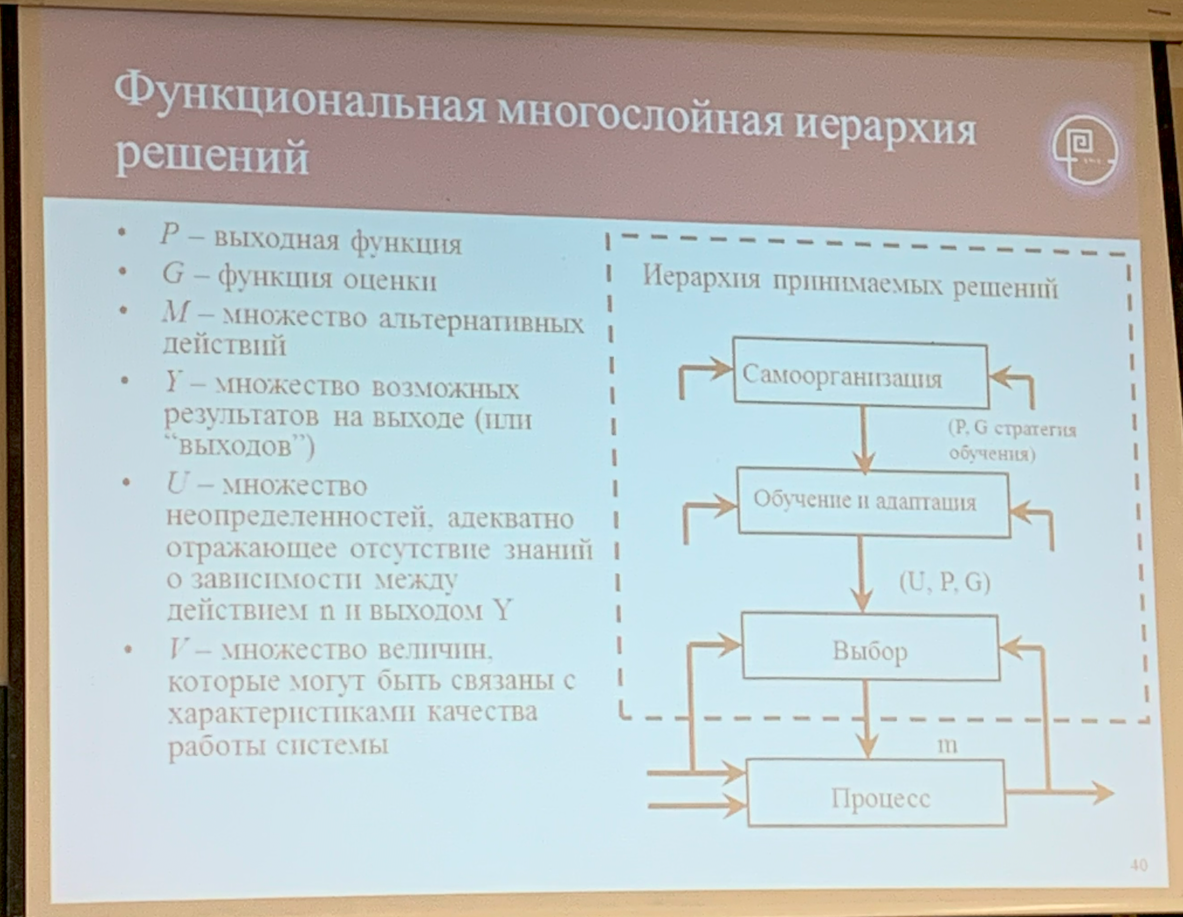 Функциональная многослойная иерархия
решений
• P – выходная функция
• G – функция оценки
• M – множество альтернативных
действий
• Y – множество возможных
результатов на выходе (или
“выходов”)
• U – множество
неопределенностей, адекватно
отражающее отсутствие знаний
о зависимости между
действием n и выходом Y
• V – множество величин,
которые могут быть связаны с
характеристиками качества
работы системы
Иерархия принимаемых решений
Самоорганизация
(P, G стратегия
обучения)
Обучение и адаптация
(U, P, G)
Выбор
m
Процесс
40